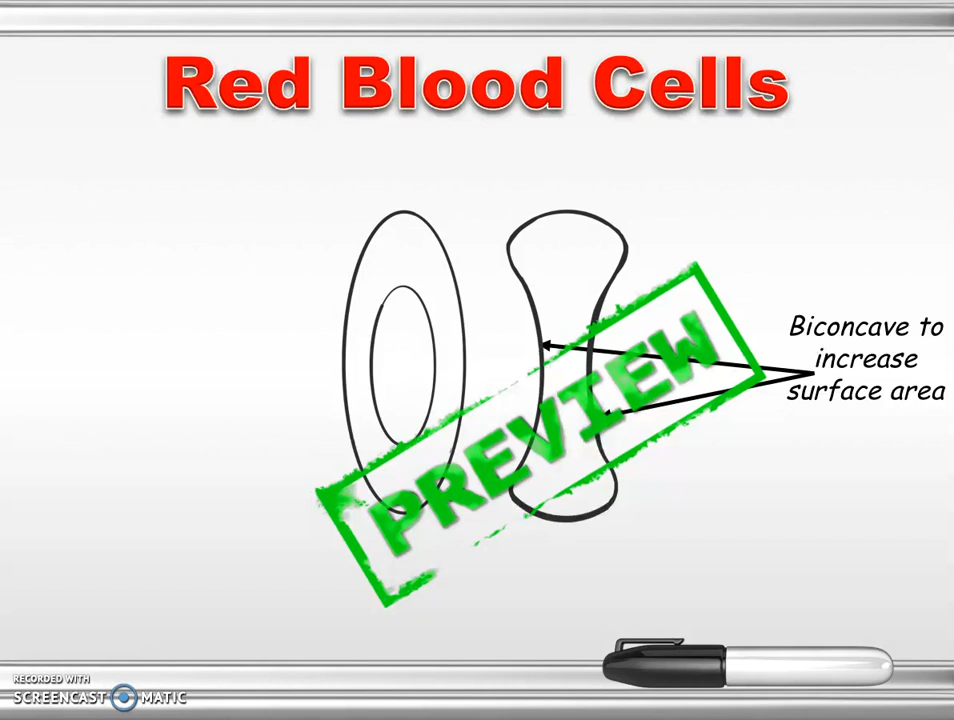 Red Blood Cells
Biconcave to
increase
surface area
PREVIEW
RECORDED WITH
SCREENCAST MATIC